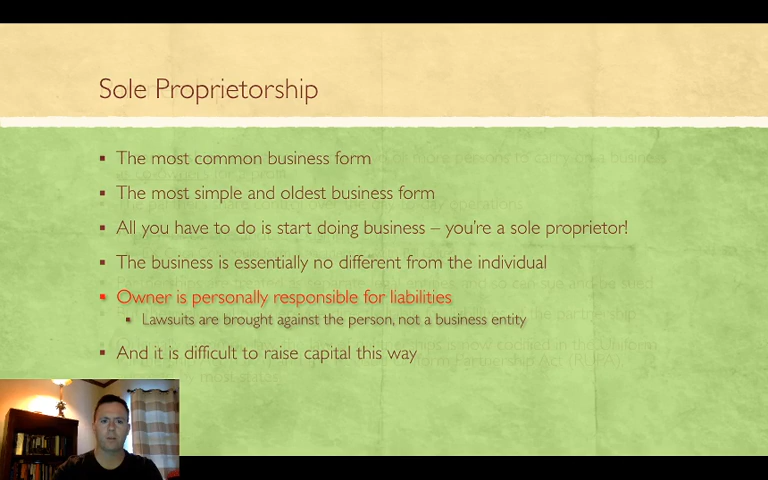 Sole Proprietorship
▪ The most common business form
▪ The most simple and oldest business form
▪ All you have to do is start doing business – you're a sole proprietor!
▪ The business is essentially no different from the individual
▪ Owner is personally responsible for liabilities
▪ Lawsuits are brought against the person, not a business entity
▪ And it is difficult to raise capital this way